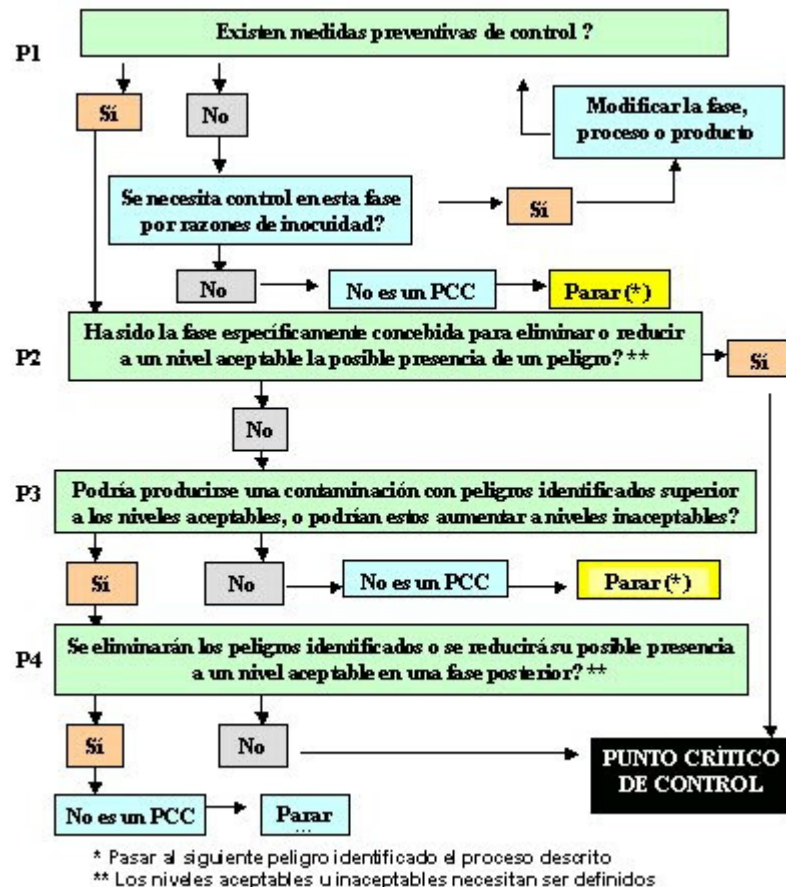 P1
Existen medidas preventivas de control ?
Sí
No
Modificar la fase,
proceso o producto
Se necesita control en esta fase
por razones de inocuidad?
Sí
No
No es un PCC
Parar (*)
P2
Ha sido la fase específicamente concebida para eliminar o reducir
a un nivel aceptable la posible presencia de un peligro? **
Sí
No
P3
Podría producirse una contaminación con peligros identificados superior
a los niveles aceptables, o podrían estos aumentar a niveles inaceptables?
Sí
No
No es un PCC
Parar (*)
P4
Se eliminarán los peligros identificados o se reducirá su posible presencia
a un nivel aceptable en una fase posterior? **
Sí
No
PUNTO CRÍTICO
DE CONTROL
No es un PCC
Parar
...
* Pasar al siguiente peligro identificado el proceso descrito
** Los niveles aceptables u inaceptables necesitan ser definidos